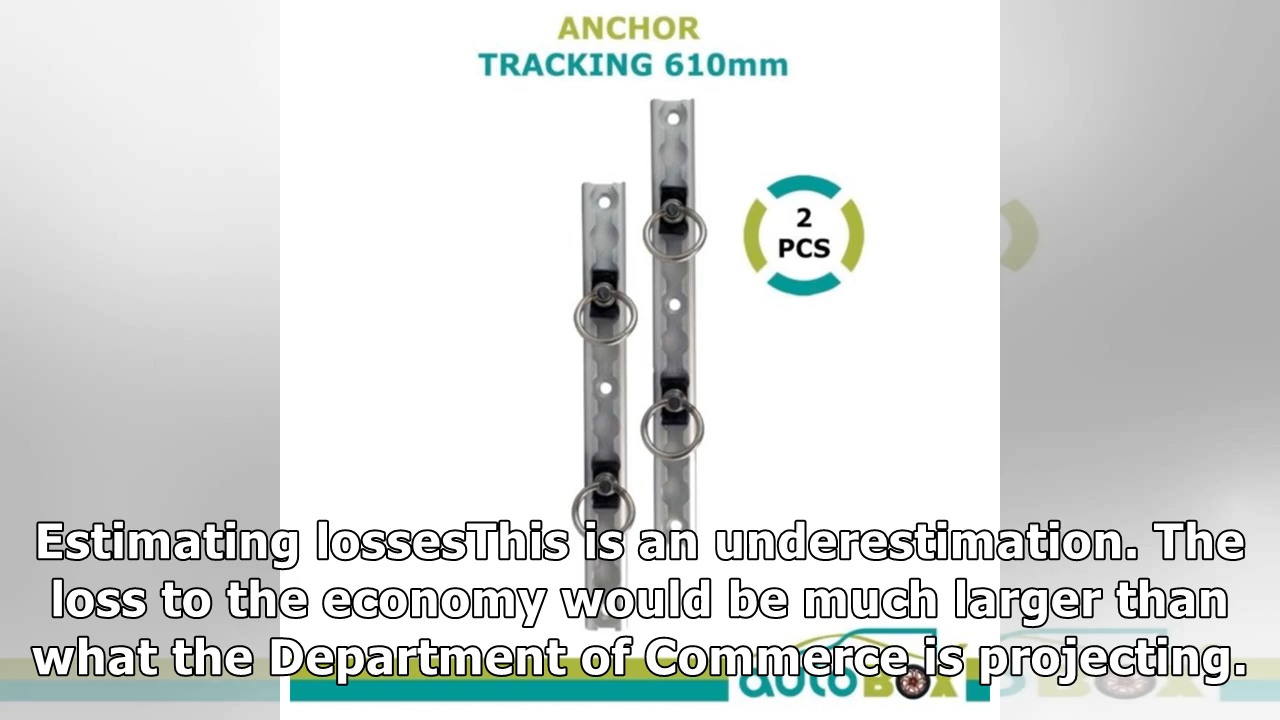 ANCHOR
TRACKING 610mm
2
PCS
Estimating lossesThis is an underestimation. The
loss to the economy would be much larger than
what the Department of Commerce is projecting.
autoBOX